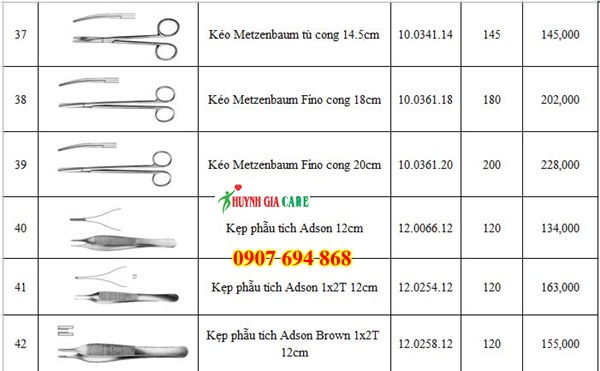 37 Kéo Metzenbaum tù cong 14.5cm 10.0341.14 145 145,000
38 Kéo Metzenbaum Fino cong 18cm 10.0361.18 180 202,000
39 Kéo Metzenbaum Fino cong 20cm 10.0361.20 200 228,000
HUỲNH GIA CARE
40 Kẹp phẫu tích Adson 12cm 12.0066.12 120 134,000
0907 694 868
41 Kẹp phẫu tích Adson 1x2T 12cm 12.0254.12 120 163,000
42 Kẹp phẫu tích Adson Brown 1x2T 12.0258.12 120 155,000
12cm